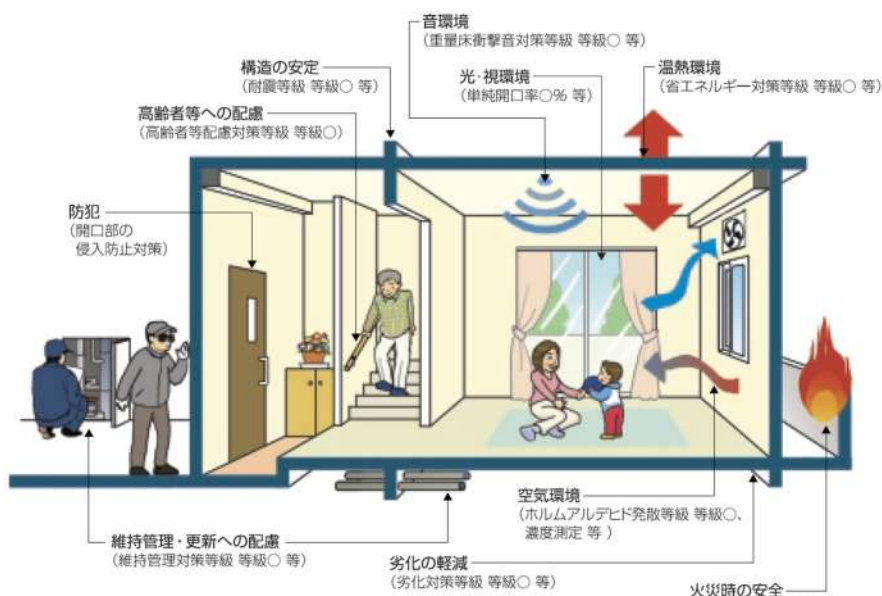 音環境
(重量床衝撃音対策等級 等級○ 等)
構造の安定
(耐震等級 等級○ 等)
光・視環境
(単純開口率○% 等)
温熱環境
(省エネルギー対策等級 等級○ 等)
高齢者等への配慮
(高齢者等配慮対策等級 等級○)
防犯
(開口部の
侵入防止対策)
空気環境
(ホルムアルデヒド発散等級 等級○、
濃度測定 等 )
維持管理・更新への配慮
(維持管理対策等級 等級○ 等)
劣化の軽減
(劣化対策等級 等級○ 等)
火災時の安全